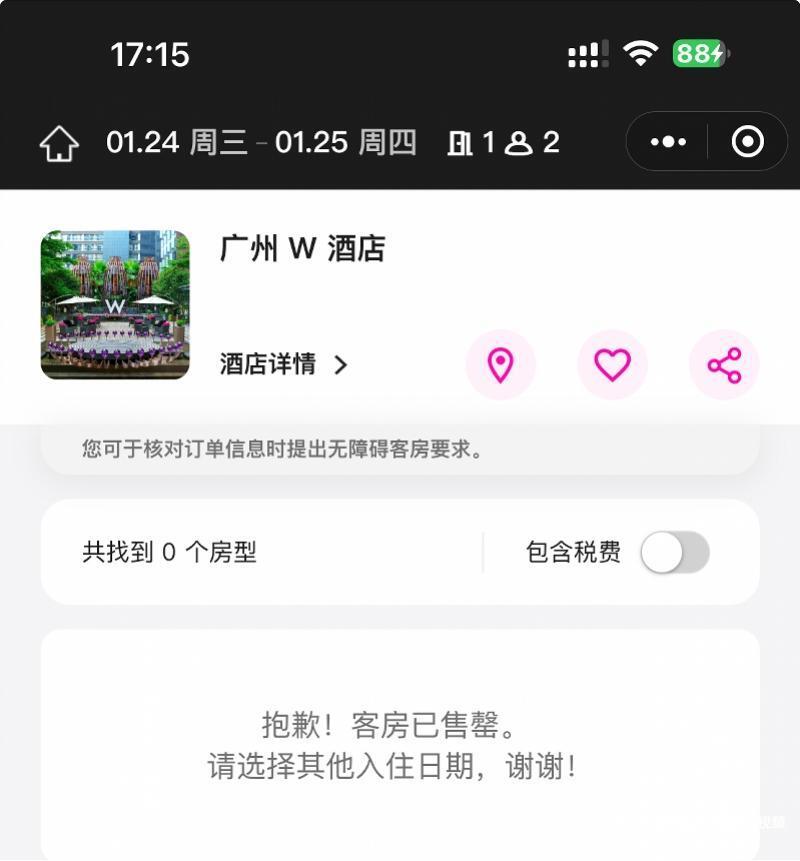 17:15
88
01.24 周三 – 01.25 周四 1 2
广州 W 酒店
W
酒店详情
您可于核对订单信息时提出无障碍客房要求。
共找到 0 个房型
包含税费
抱歉！客房已售罄。
请选择其他入住日期，谢谢！